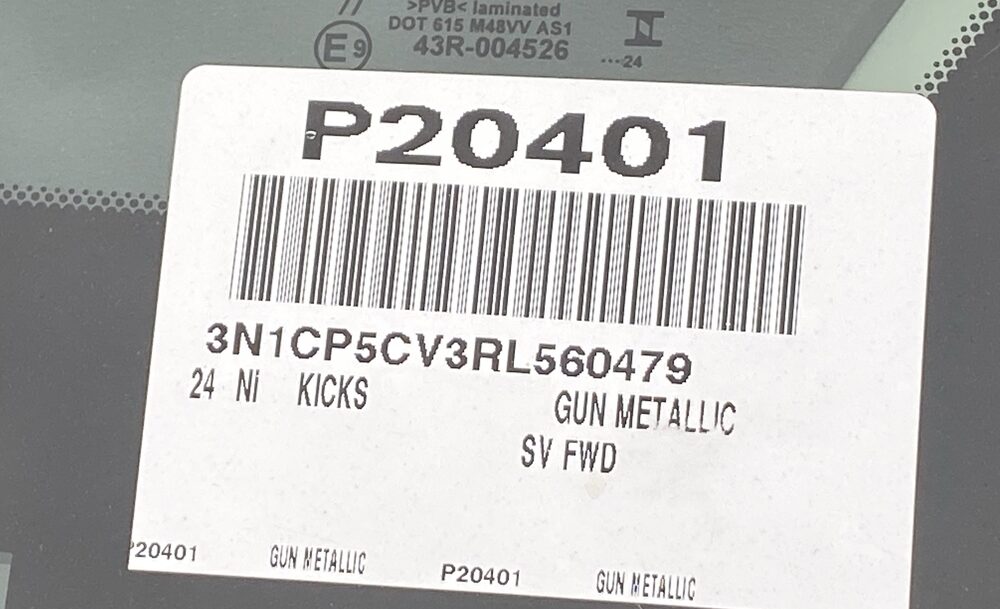 >PVB< laminated
DOT 615 M48VV AS1
E9 43R-004526
...24
P20401
3N1CP5CV3RL560479
24 Ni KICKS GUN METALLIC
SV FWD
P20401 GUN METALLIC P20401 GUN METALLIC